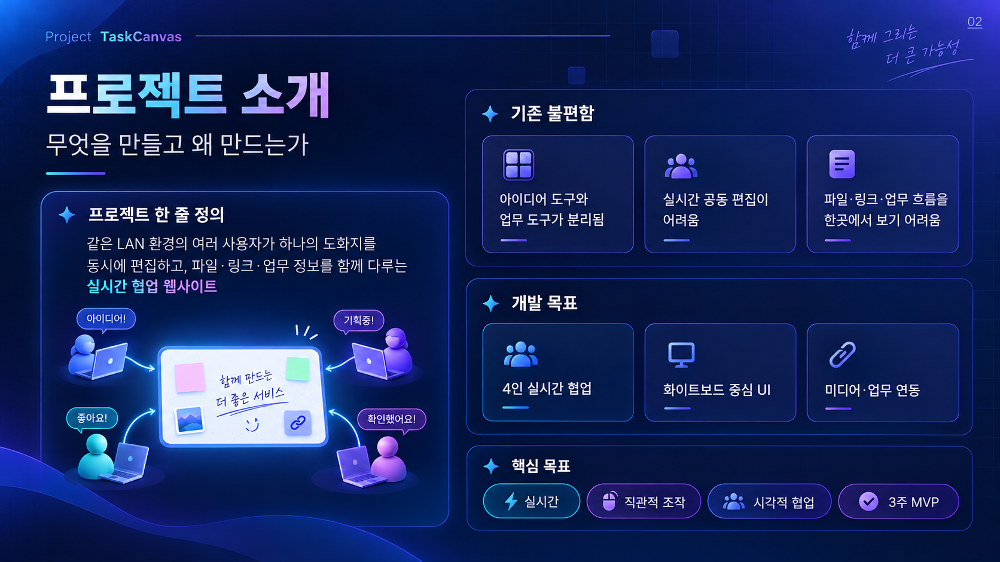 Project TaskCanvas
02
함께 그리는
더 큰 가능성
프로젝트 소개
무엇을 만들고 왜 만드는가
프로젝트 한 줄 정의
같은 LAN 환경의 여러 사용자가 하나의 도화지를
동시에 편집하고, 파일·링크·업무 정보를 함께 다루는
실시간 협업 웹사이트
아이디어!
기획중!
함께 만드는
더 좋은 서비스
좋아요!
확인했어요!
기존 불편함
아이디어 도구와
업무 도구가 분리됨
실시간 공동 편집이
어려움
파일·링크·업무 흐름을
한곳에서 보기 어려움
개발 목표
4인 실시간 협업
화이트보드 중심 UI
미디어·업무 연동
핵심 목표
실시간
직관적 조작
시각적 협업
3주 MVP